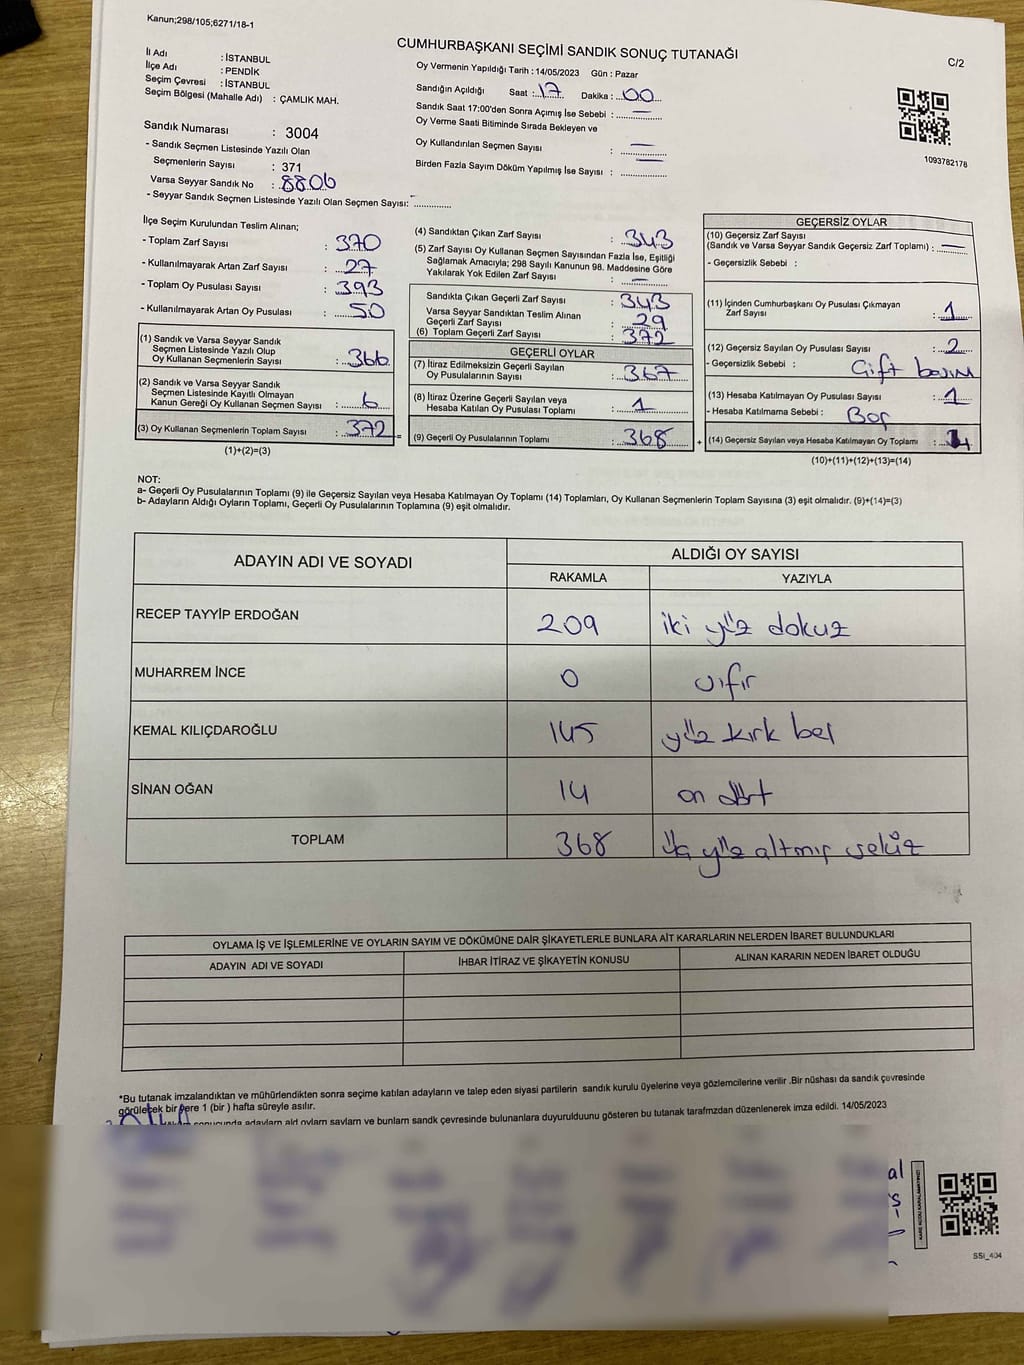 Kanun;298/105;6271/18-1
CUMHURBAŞKANI SEÇİMİ SANDIK SONUÇ TUTANAĞI
C/2
İl Adı : İSTANBUL
İlçe Adı : PENDİK
Seçim Çevresi : İSTANBUL
Seçim Bölgesi (Mahalle Adı) : ÇAMLIK MAH.
Sandık Numarası : 3004
- Sandık Seçmen Listesinde Yazılı Olan
Seçmenlerin Sayısı : 371
Varsa Seyyar Sandık No : 8806
- Seyyar Sandık Seçmen Listesinde Yazılı Olan Seçmen Sayısı:
Oy Vermenin Yapıldığı Tarih : 14/05/2023 Gün : Pazar
Sandığın Açıldığı Saat : 17 Dakika : 00
Sandık Saat 17:00'den Sonra Açımış İse Sebebi :
Oy Verme Saati Bitiminde Sırada Bekleyen ve
Oy Kullandırılan Seçmen Sayısı :
Birden Fazla Sayım Döküm Yapılmış İse Sayısı :
1093782178
İlçe Seçim Kurulundan Teslim Alınan;
- Toplam Zarf Sayısı : 370
- Kullanılmayarak Artan Zarf Sayısı : 27
- Toplam Oy Pusulası Sayısı : 393
- Kullanılmayarak Artan Oy Pusulası : 50
(1) Sandık ve Varsa Seyyar Sandık
Seçmen Listesinde Yazılı Olup
Oy Kullanan Seçmenlerin Sayısı : 366
(2) Sandık ve Varsa Seyyar Sandık
Seçmen Listesinde Kayıtlı Olmayan
Kanun Gereği Oy Kullanan Seçmen Sayısı : 6
(3) Oy Kullanan Seçmenlerin Toplam Sayısı : 372
(1)+(2)=(3)
(4) Sandıktan Çıkan Zarf Sayısı : 343
(5) Zarf Sayısı Oy Kullanan Seçmen Sayısından Fazla İse, Eşitliği
Sağlamak Amacıyla; 298 Sayılı Kanunun 98. Maddesine Göre
Yakılarak Yok Edilen Zarf Sayısı :
Sandıkta Çıkan Geçerli Zarf Sayısı : 343
Varsa Seyyar Sandıktan Teslim Alınan
Geçerli Zarf Sayısı : 29
(6) Toplam Geçerli Zarf Sayısı : 372
GEÇERLİ OYLAR
(7) İtiraz Edilmeksizin Geçerli Sayılan
Oy Pusulalarının Sayısı : 367
(8) İtiraz Üzerine Geçerli Sayılan veya
Hesaba Katılan Oy Pusulası Toplamı : 1
= (9) Geçerli Oy Pusulalarının Toplamı : 368 +
GEÇERSİZ OYLAR
(10) Geçersiz Zarf Sayısı
(Sandık ve Varsa Seyyar Sandık Geçersiz Zarf Toplamı) :
- Geçersizlik Sebebi :
(11) İçinden Cumhurbaşkanı Oy Pusulası Çıkmayan
Zarf Sayısı : 1
(12) Geçersiz Sayılan Oy Pusulası Sayısı : 2
- Geçersizlik Sebebi : Çift basım
(13) Hesaba Katılmayan Oy Pusulası Sayısı : 1
- Hesaba Katılmama Sebebi : Boş
(14) Geçersiz Sayılan veya Hesaba Katılmayan Oy Toplamı : 4
(10)+(11)+(12)+(13)=(14)
NOT:
a- Geçerli Oy Pusulalarının Toplamı (9) ile Geçersiz Sayılan veya Hesaba Katılmayan Oy Toplamı (14) Toplamları, Oy Kullanan Seçmenlerin Toplam Sayısına (3) eşit olmalıdır. (9)+(14)=(3)
b- Adayların Aldığı Oyların Toplamı, Geçerli Oy Pusulalarının Toplamına (9) eşit olmalıdır.
ADAYIN ADI VE SOYADI ALDIĞI OY SAYISI
RAKAMLA YAZIYLA
RECEP TAYYİP ERDOĞAN 209 iki yüz dokuz
MUHARREM İNCE 0 sıfır
KEMAL KILIÇDAROĞLU 145 yüz kırk beş
SİNAN OĞAN 14 on dört
TOPLAM 368 üç yüz altmış sekiz
OYLAMA İŞ VE İŞLEMLERİNE VE OYLARIN SAYIM VE DÖKÜMÜNE DAİR ŞİKAYETLERLE BUNLARA AİT KARARLARIN NELERDEN İBARET BULUNDUKLARI
ADAYIN ADI VE SOYADI İHBAR İTİRAZ VE ŞİKAYETİN KONUSU ALINAN KARARIN NEDEN İBARET OLDUĞU
*Bu tutanak imzalandıktan ve mühürlendikten sonra seçime katılan adayların ve talep eden siyasi partilerin sandık kurulu üyelerine veya gözlemcilerine verilir .Bir nüshası da sandık çevresinde
görülecek bir yere 1 (bir ) hafta süreyle asılır.
sonucunda adayların ald oyların sayların ve bunların sandk çevresinde bulunanlara duyurulduunu gösteren bu tutanak tarafmzdan düzenlenerek imza edildi. 14/05/2023
KARE KODU KARALAMAYINIZ!
SSI_404